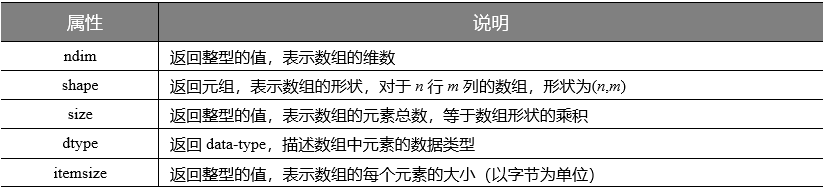 属性 说明
ndim 返回整型的值，表示数组的维数
shape 返回元组，表示数组的形状，对于 n 行 m 列的数组，形状为(n,m)
size 返回整型的值，表示数组的元素总数，等于数组形状的乘积
dtype 返回 data-type，描述数组中元素的数据类型
itemsize 返回整型的值，表示数组的每个元素的大小（以字节为单位）